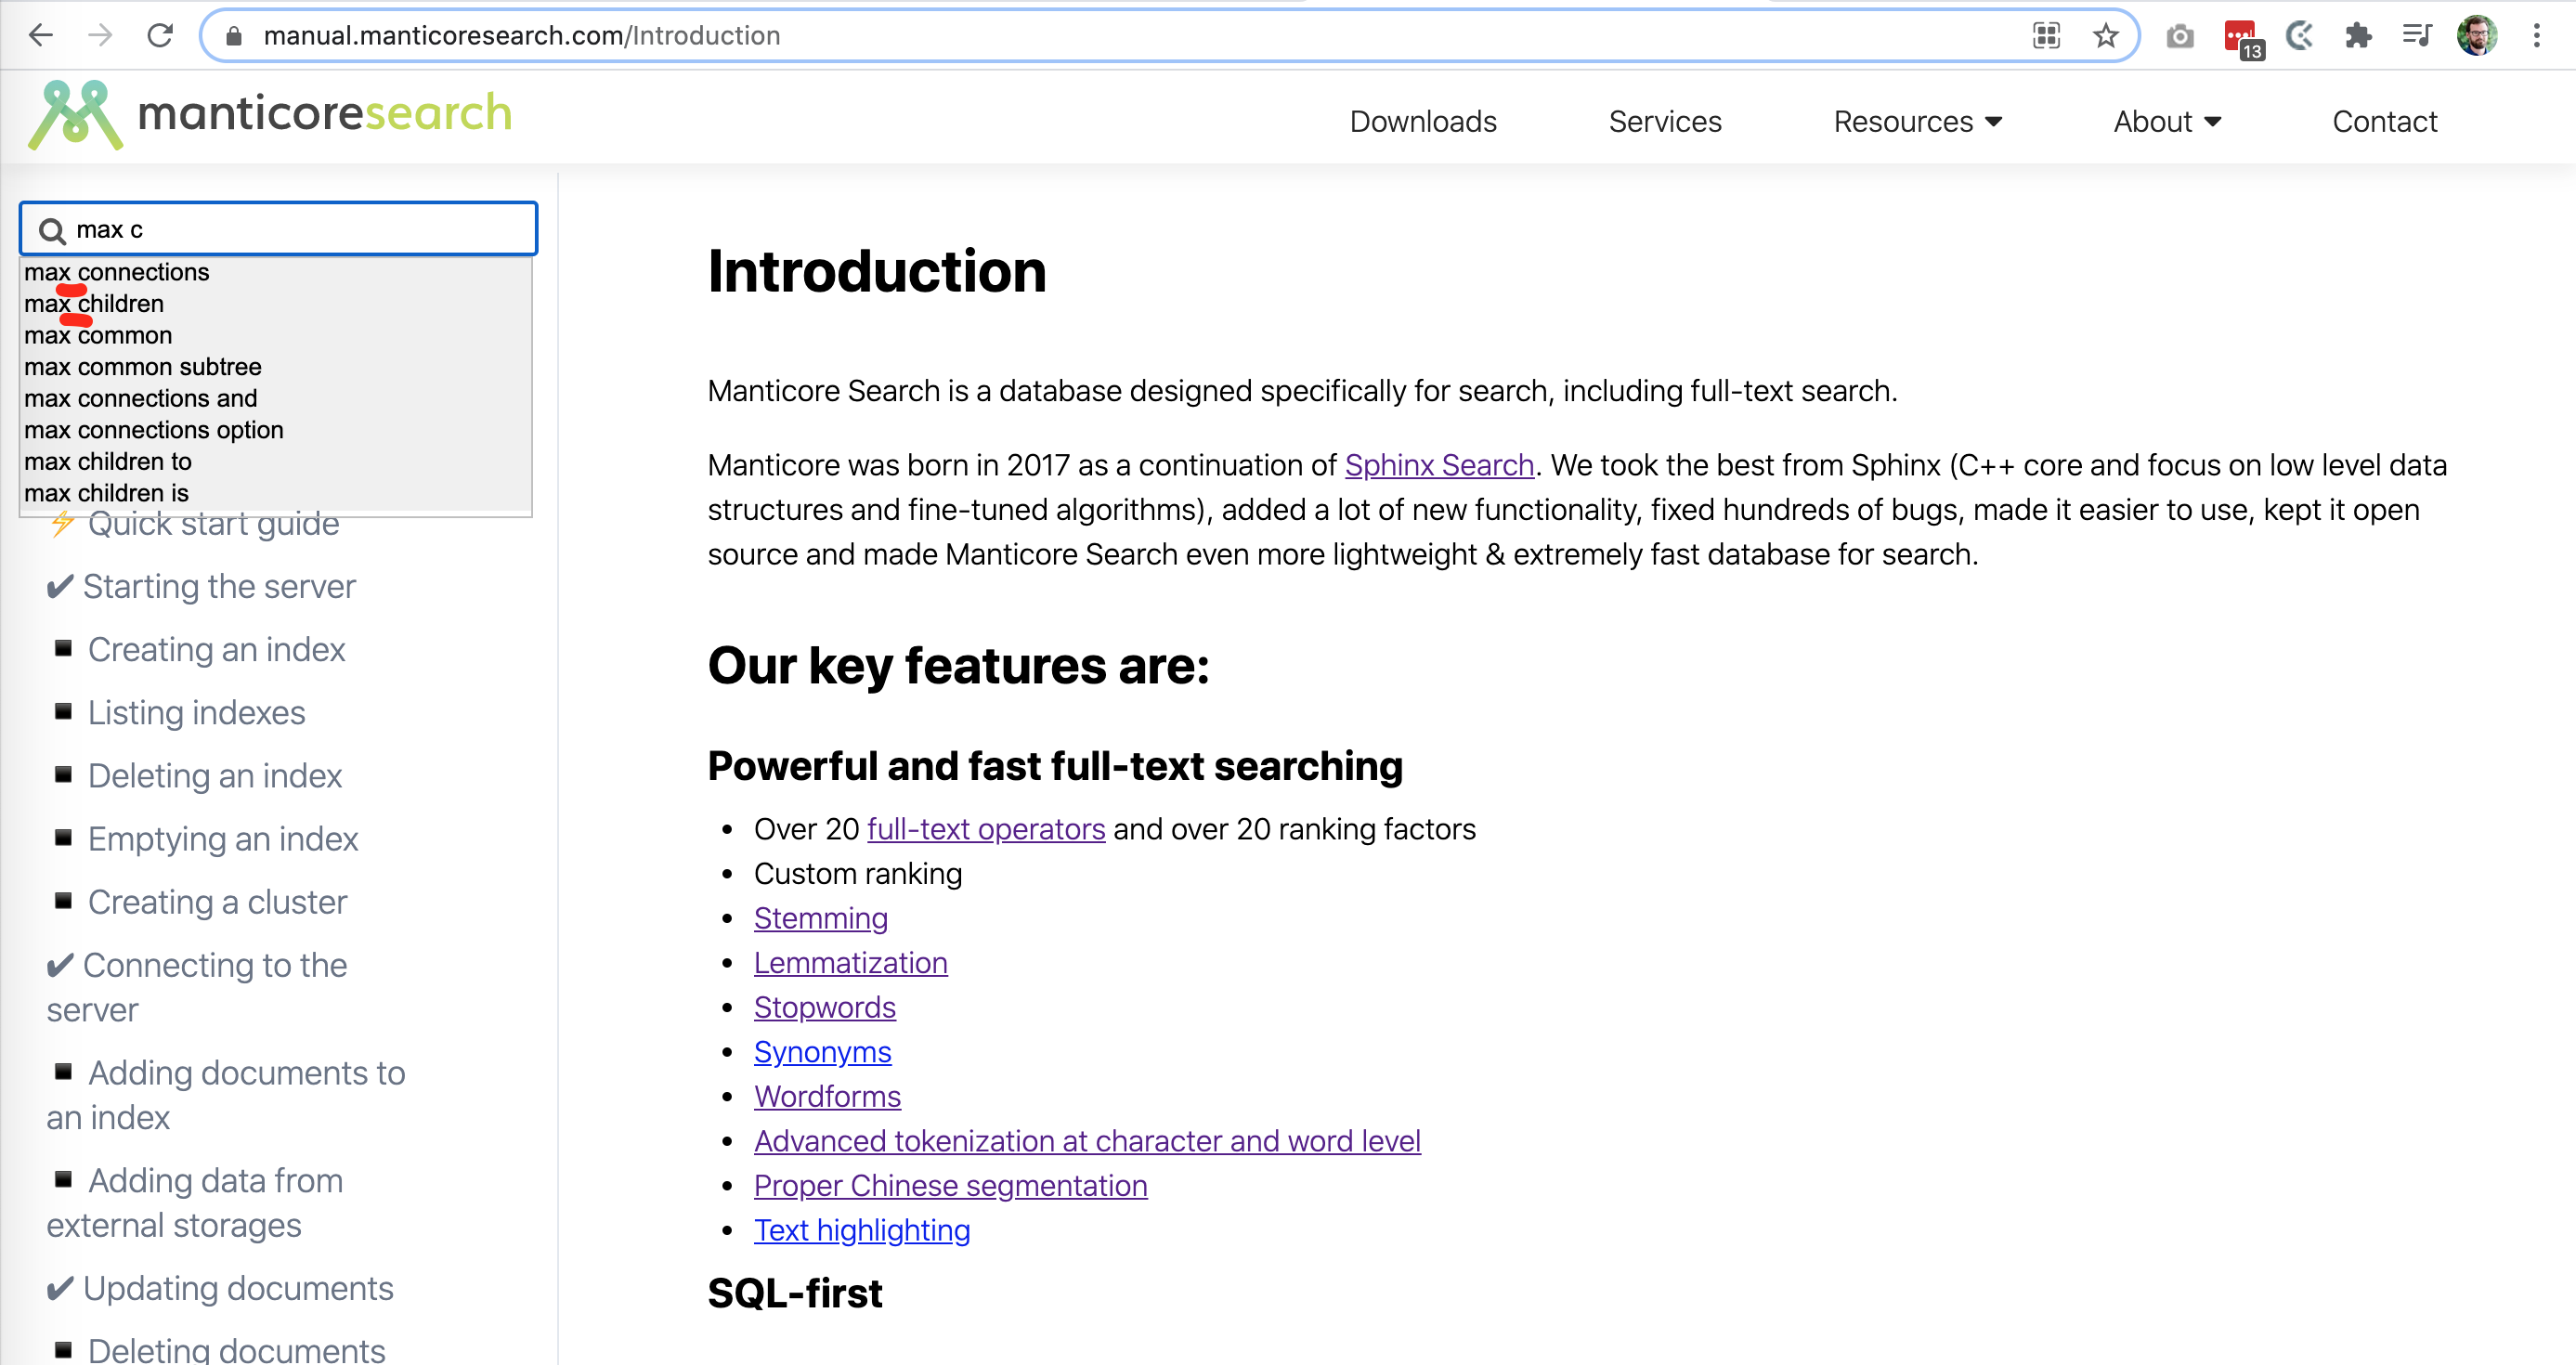 manual.manticoresearch.com/Introduction
13
manticoresearch
Downloads
Services
Resources
About
Contact
max c
max connections
max children
max common
max common subtree
max connections and
max connections option
max children to
max children is
Quick start guide
Starting the server
Creating an index
Listing indexes
Deleting an index
Emptying an index
Creating a cluster
Connecting to the
server
Adding documents to
an index
Adding data from
external storages
Updating documents
Deleting documents
Introduction
Manticore Search is a database designed specifically for search, including full-text search.
Manticore was born in 2017 as a continuation of Sphinx Search. We took the best from Sphinx (C++ core and focus on low level data
structures and fine-tuned algorithms), added a lot of new functionality, fixed hundreds of bugs, made it easier to use, kept it open
source and made Manticore Search even more lightweight & extremely fast database for search.
Our key features are:
Powerful and fast full-text searching
• Over 20 full-text operators and over 20 ranking factors
• Custom ranking
• Stemming
• Lemmatization
• Stopwords
• Synonyms
• Wordforms
• Advanced tokenization at character and word level
• Proper Chinese segmentation
• Text highlighting
SQL-first